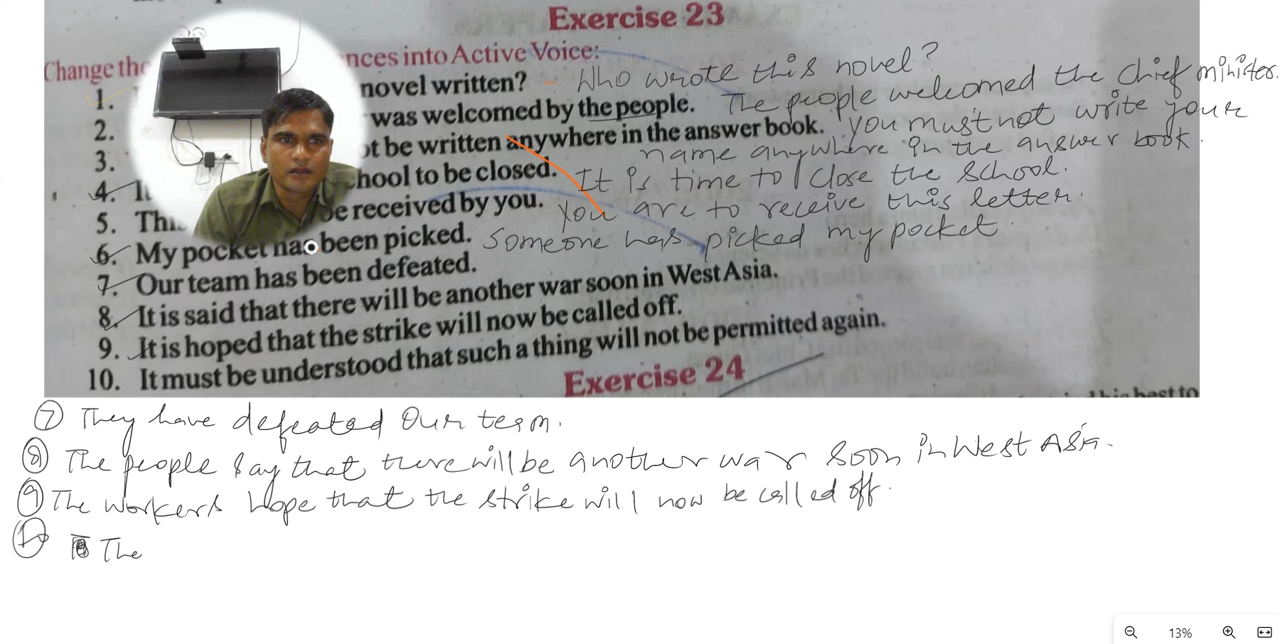 Exercise 23
Change the nces into Active Voice:
1. novel written? - Who wrote this novel?
2. was welcomed by the people. The people welcomed the chief minister.
3. ot be written anywhere in the answer book. You must not write your
name anywhere in the answer book.
4. It hool to be closed. It is time to close the school.
5. This be received by you. You are to receive this letter.
6. My pocket has been picked. Someone has picked my pocket
7. Our team has been defeated.
8. It is said that there will be another war soon in West Asia.
9. It is hoped that the strike will now be called off.
10. It must be understood that such a thing will not be permitted again.
Exercise 24
7 They have defeated Our team.
8 The people say that there will be another war soon in West Asia.
9 The workers hope that the strike will now be called off.
10 The
13%